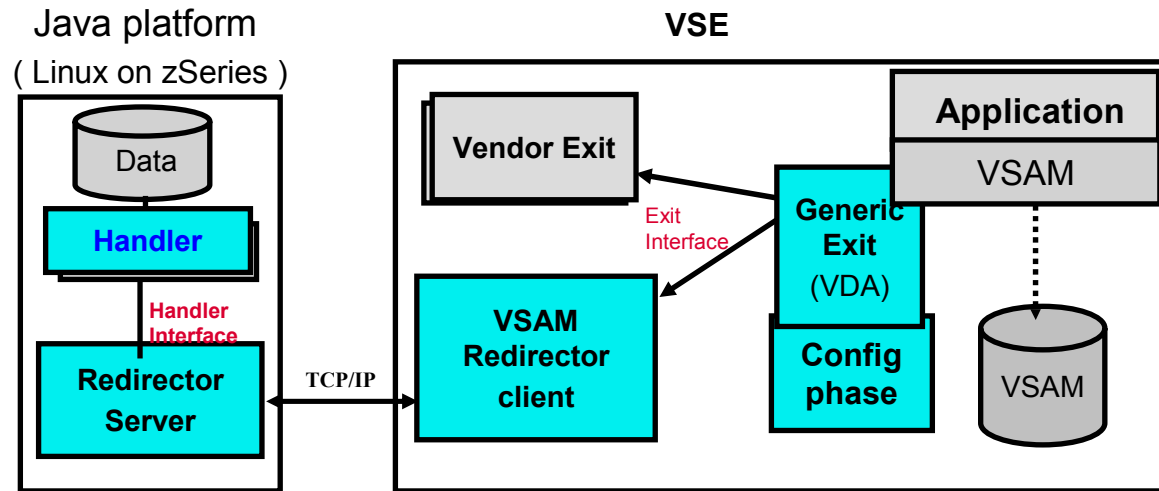 Java platform
( Linux on zSeries )
Data
Handler
Handler
Interface
Redirector
Server
TCP/IP
VSE
Vendor Exit
Exit
Interface
VSAM
Redirector
client
Generic
Exit
(VDA)
Config
phase
Application
VSAM
VSAM